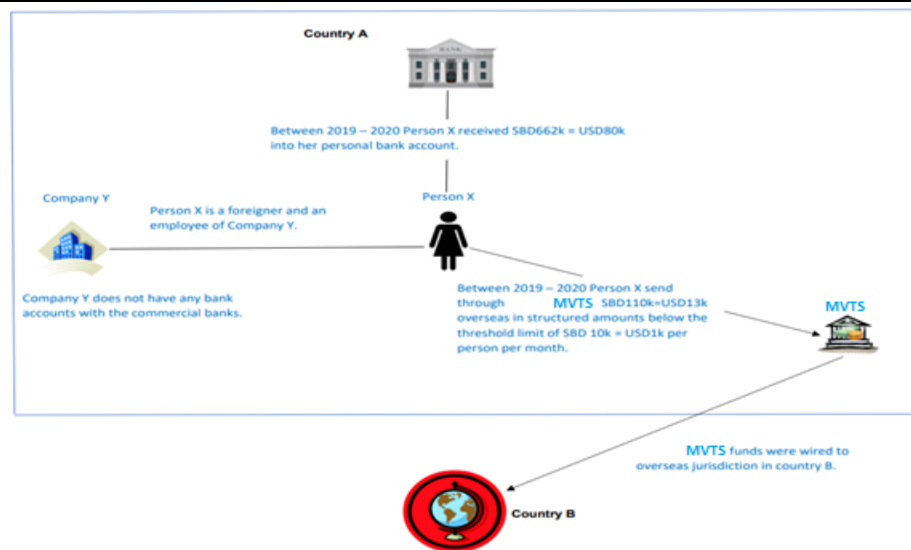 Country A
BANK
Between 2019 – 2020 Person X received SBD662k = USD80k
into her personal bank account.
Company Y
Person X
Person X is a foreigner and an
employee of Company Y.
Company Y does not have any bank
accounts with the commercial banks.
Between 2019 – 2020 Person X send
through MVTS SBD110k=USD13k
overseas in structured amounts below the
threshold limit of SBD 10k = USD1k per
person per month.
MVTS
MVTS funds were wired to
overseas jurisdiction in country B.
Country B